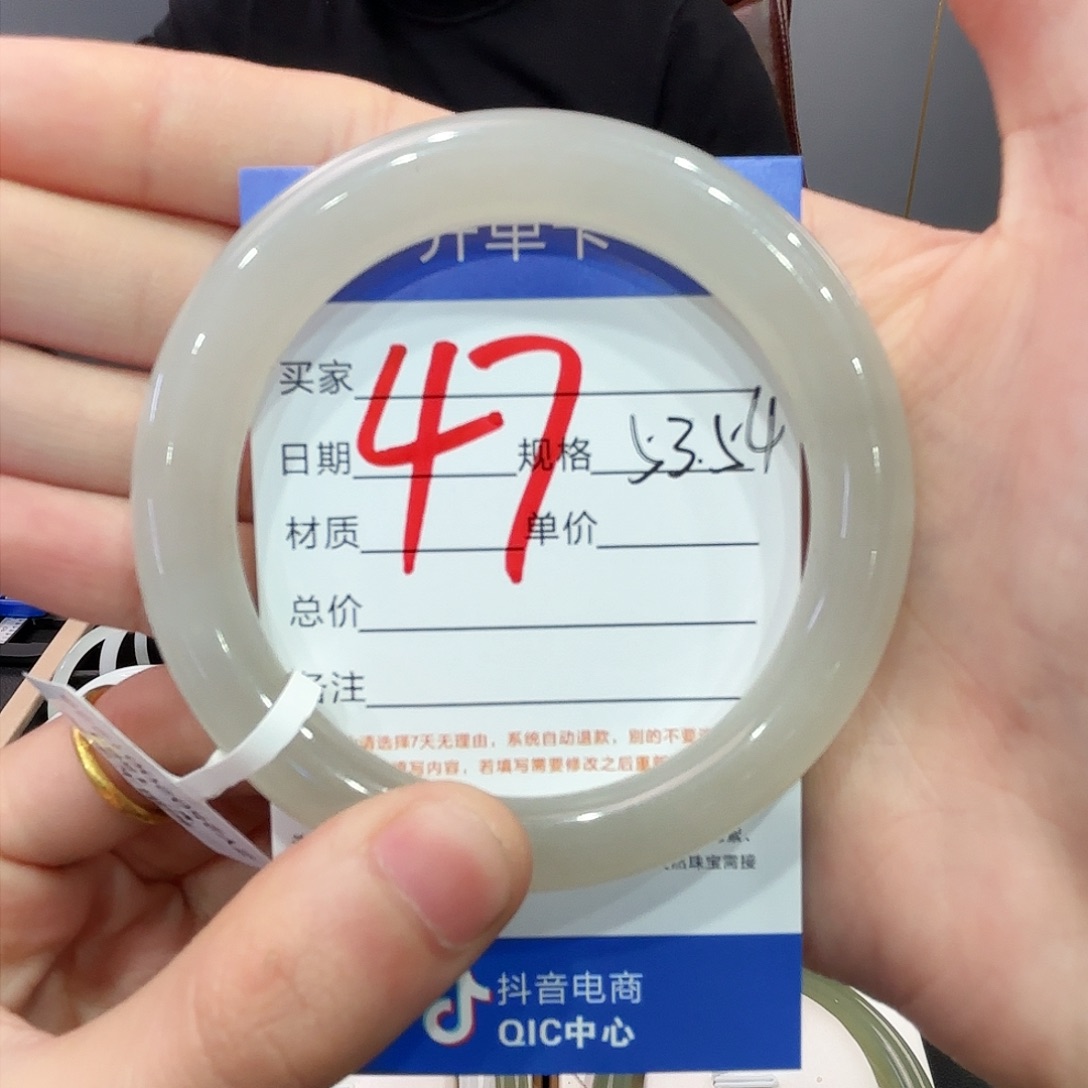 开单卡
买家
47
日期 规格 53.54
材质 单价
总价
备注
请选择7天无理由，系统自动退款，别的不要
填写内容，若填写需要修改之后重新
珠宝需接
抖音电商
QIC中心